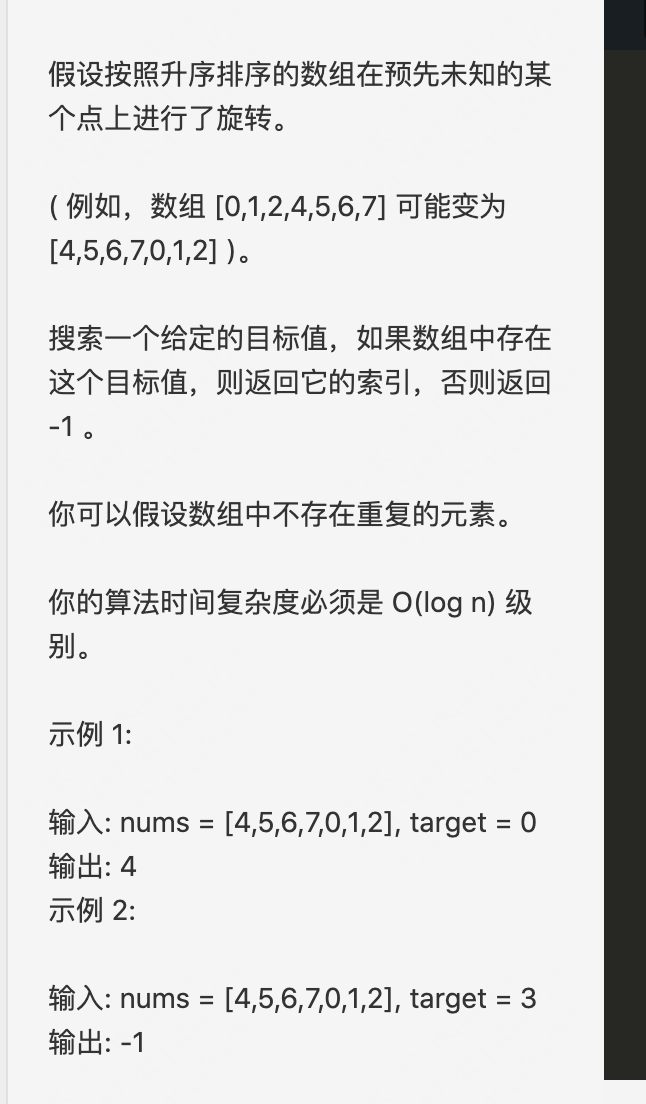 假设按照升序排序的数组在预先未知的某
个点上进行了旋转。
( 例如，数组 [0,1,2,4,5,6,7] 可能变为
[4,5,6,7,0,1,2] )。
搜索一个给定的目标值，如果数组中存在
这个目标值，则返回它的索引，否则返回
-1 。
你可以假设数组中不存在重复的元素。
你的算法时间复杂度必须是 O(log n) 级
别。
示例 1:
输入: nums = [4,5,6,7,0,1,2], target = 0
输出: 4
示例 2:
输入: nums = [4,5,6,7,0,1,2], target = 3
输出: -1